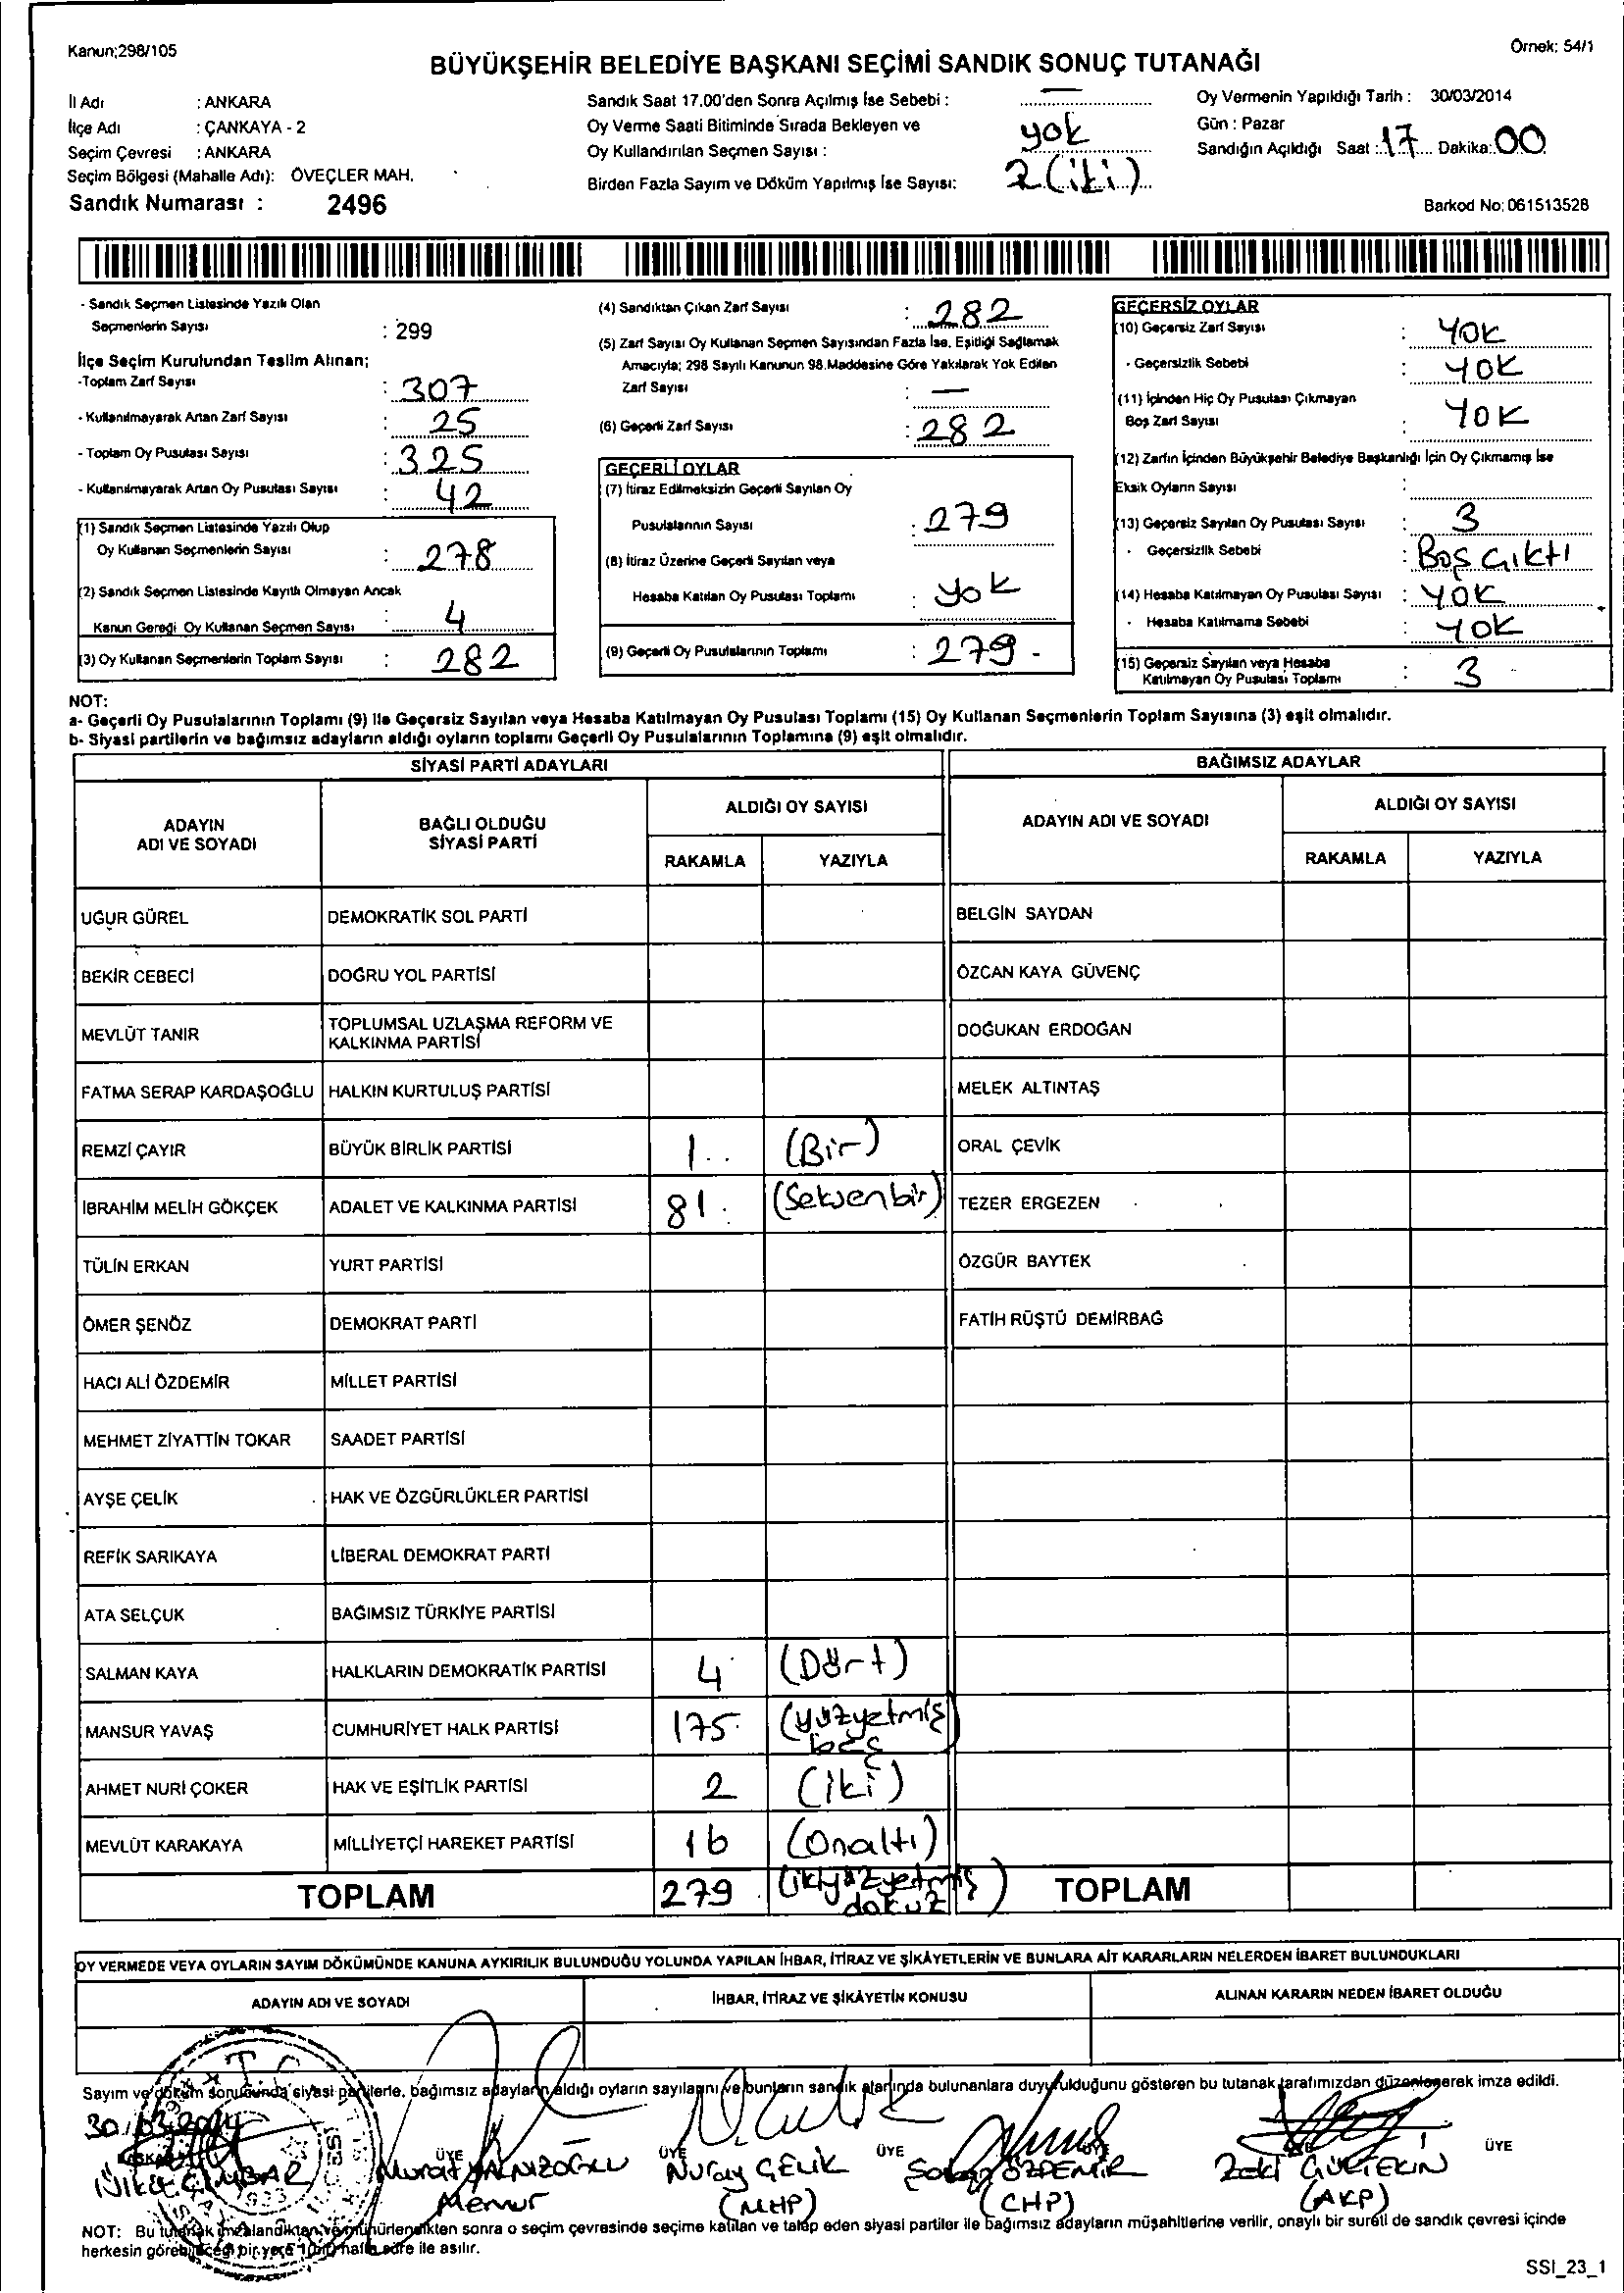 Kanun;298/105
Örnek: 54/1
BÜYÜKŞEHİR BELEDİYE BAŞKANI SEÇİMİ SANDIK SONUÇ TUTANAĞI
İl Adı : ANKARA
İlçe Adı : ÇANKAYA - 2
Seçim Çevresi : ANKARA
Seçim Bölgesi (Mahalle Adı): ÖVEÇLER MAH.
Sandık Numarası : 2496
Sandık Saat 17.00'den Sonra Açılmış İse Sebebi : —
Oy Verme Saati Bitiminde Sırada Bekleyen ve
Oy Kullandırılan Seçmen Sayısı : yok
Birden Fazla Sayım ve Döküm Yapılmış İse Sayısı: 2 (iki)
Oy Vermenin Yapıldığı Tarih : 30/03/2014
Gün : Pazar
Sandığın Açıldığı Saat : 17 Dakika: 00
Barkod No: 061513528
- Sandık Seçmen Listesinde Yazılı Olan
Seçmenlerin Sayısı : 299
İlçe Seçim Kurulundan Teslim Alınan;
-Toplam Zarf Sayısı : 307
- Kullanılmayarak Artan Zarf Sayısı : 25
- Toplam Oy Pusulası Sayısı : 325
- Kullanılmayarak Artan Oy Pusulası Sayısı : 42
(1) Sandık Seçmen Listesinde Yazılı Olup
Oy Kullanan Seçmenlerin Sayısı : 278
(2) Sandık Seçmen Listesinde Kayıtlı Olmayan Ancak
Kanun Gereği Oy Kullanan Seçmen Sayısı : 4
(3) Oy Kullanan Seçmenlerin Toplam Sayısı : 282
(4) Sandıktan Çıkan Zarf Sayısı : 282
(5) Zarf Sayısı Oy Kullanan Seçmen Sayısından Fazla İse, Eşitliği Sağlamak
Amacıyla; 298 Sayılı Kanunun 98.Maddesine Göre Yakılarak Yok Edilen
Zarf Sayısı : —
(6) Geçerli Zarf Sayısı : 282
GEÇERLİ OYLAR
(7) İtiraz Edilmeksizin Geçerli Sayılan Oy
Pusulalarının Sayısı : 279
(8) İtiraz Üzerine Geçerli Sayılan veya
Hesaba Katılan Oy Pusulası Toplamı : yok
(9) Geçerli Oy Pusulalarının Toplamı : 279 -
GEÇERSİZ OYLAR
(10) Geçersiz Zarf Sayısı : YOK
- Geçersizlik Sebebi : YOK
(11) İçinden Hiç Oy Pusulası Çıkmayan
Boş Zarf Sayısı : YOK
(12) Zarfın İçinden Büyükşehir Belediye Başkanlığı İçin Oy Çıkmamış İse
Eksik Oyların Sayısı :
(13) Geçersiz Sayılan Oy Pusulası Sayısı : 3
- Geçersizlik Sebebi : Boş Çıktı
(14) Hesaba Katılmayan Oy Pusulası Sayısı : YOK
- Hesaba Katılmama Sebebi : YOK
(15) Geçersiz Sayılan veya Hesaba
Katılmayan Oy Pusulası Toplamı : 3
NOT:
a- Geçerli Oy Pusulalarının Toplamı (9) ile Geçersiz Sayılan veya Hesaba Katılmayan Oy Pusulası Toplamı (15) Oy Kullanan Seçmenlerin Toplam Sayısına (3) eşit olmalıdır.
b- Siyasi partilerin ve bağımsız adayların aldığı oyların toplamı Geçerli Oy Pusulalarının Toplamına (9) eşit olmalıdır.
SİYASİ PARTİ ADAYLARI
BAĞIMSIZ ADAYLAR
ADAYIN
ADI VE SOYADI
BAĞLI OLDUĞU
SİYASİ PARTİ
ALDIĞI OY SAYISI
RAKAMLA YAZIYLA
ADAYIN ADI VE SOYADI
ALDIĞI OY SAYISI
RAKAMLA YAZIYLA
UĞUR GÜREL DEMOKRATİK SOL PARTİ BELGİN SAYDAN
BEKİR CEBECİ DOĞRU YOL PARTİSİ ÖZCAN KAYA GÜVENÇ
MEVLÜT TANIR TOPLUMSAL UZLAŞMA REFORM VE
KALKINMA PARTİSİ DOĞUKAN ERDOĞAN
FATMA SERAP KARDAŞOĞLU HALKIN KURTULUŞ PARTİSİ MELEK ALTINTAŞ
REMZİ ÇAYIR BÜYÜK BİRLİK PARTİSİ 1 (Bir) ORAL ÇEVİK
İBRAHİM MELİH GÖKÇEK ADALET VE KALKINMA PARTİSİ 81 (Seksenbir) TEZER ERGEZEN
TÜLİN ERKAN YURT PARTİSİ ÖZGÜR BAYTEK
ÖMER ŞENÖZ DEMOKRAT PARTİ FATİH RÜŞTÜ DEMİRBAĞ
HACI ALİ ÖZDEMİR MİLLET PARTİSİ
MEHMET ZİYATTİN TOKAR SAADET PARTİSİ
AYŞE ÇELİK HAK VE ÖZGÜRLÜKLER PARTİSİ
REFİK SARIKAYA LİBERAL DEMOKRAT PARTİ
ATA SELÇUK BAĞIMSIZ TÜRKİYE PARTİSİ
SALMAN KAYA HALKLARIN DEMOKRATİK PARTİSİ 4 (Dört)
MANSUR YAVAŞ CUMHURİYET HALK PARTİSİ 175 (yüzyetmiş
beş)
AHMET NURİ ÇOKER HAK VE EŞİTLİK PARTİSİ 2 (iki)
MEVLÜT KARAKAYA MİLLİYETÇİ HAREKET PARTİSİ 16 (Onaltı)
TOPLAM 279 (ikiyüzyetmiş
dokuz) TOPLAM
OY VERMEDE VEYA OYLARIN SAYIM DÖKÜMÜNDE KANUNA AYKIRILIK BULUNDUĞU YOLUNDA YAPILAN İHBAR, İTİRAZ VE ŞİKÂYETLERİN VE BUNLARA AİT KARARLARIN NELERDEN İBARET BULUNDUKLARI
ADAYIN ADI VE SOYADI İHBAR, İTİRAZ VE ŞİKÂYETİN KONUSU ALINAN KARARIN NEDEN İBARET OLDUĞU
T.C.
Sayım ve döküm sonucunda siyasi partilerle, bağımsız adayların aldığı oyların sayılarını ve bunların sandık alanında bulunanlara duyurulduğunu gösteren bu tutanak tarafımızdan düzenlenerek imza edildi.
30/03/2014
ÜYE ÜYE ÜYE ÜYE
Murat YALNIZOĞLU Nuray ÇELİK ÖZDEMİR Zeki GÜLTEKİN
Memur (MHP) (CHP) (AKP)
NOT: Bu tutanak imzalandıktan ve mühürlendikten sonra o seçim çevresinde seçime katılan ve talep eden siyasi partiler ile bağımsız adayların müşahitlerine verilir, onaylı bir sureti de sandık çevresi içinde
herkesin görebileceği bir yere 1(bir) hafta süre ile asılır.
SSI_23_1